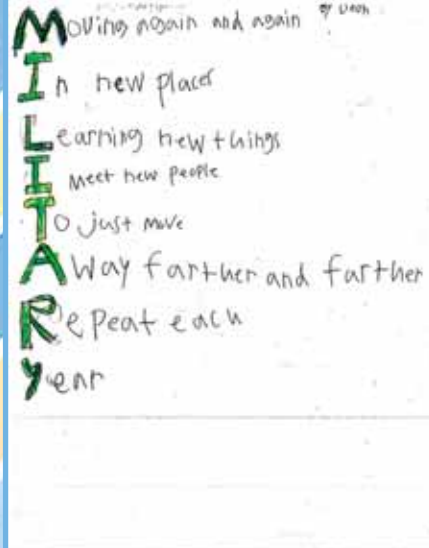 Moving again and again
In new places
Learning new things
I meet new people
To just move
Away farther and farther
Repeat each
Year